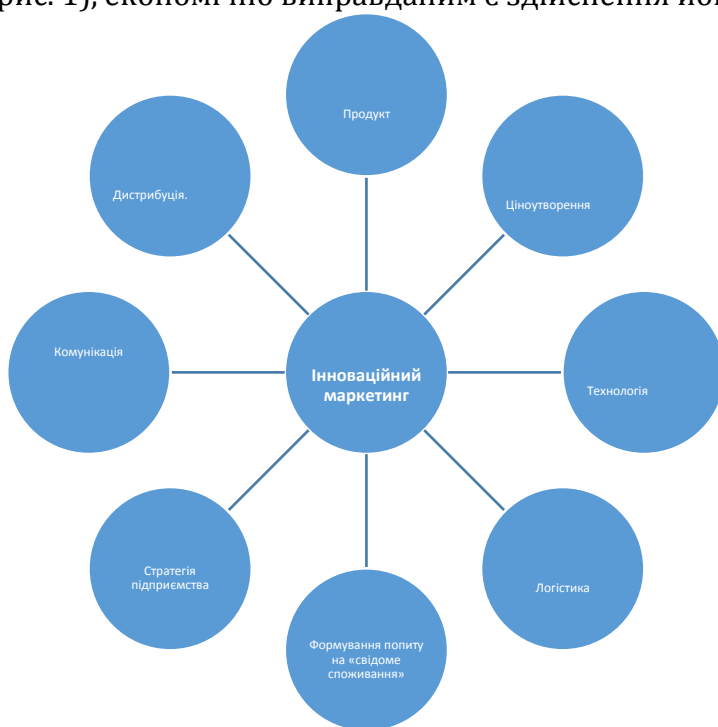 рис. 1), економічно виправданим є здійснення його
Продукт
Дистрибуція.
Ціноутворення
Комунікація
Інноваційний
маркетинг
Технологія
Стратегія
підприємства
Логістика
Формування попиту
на «свідоме
споживання»